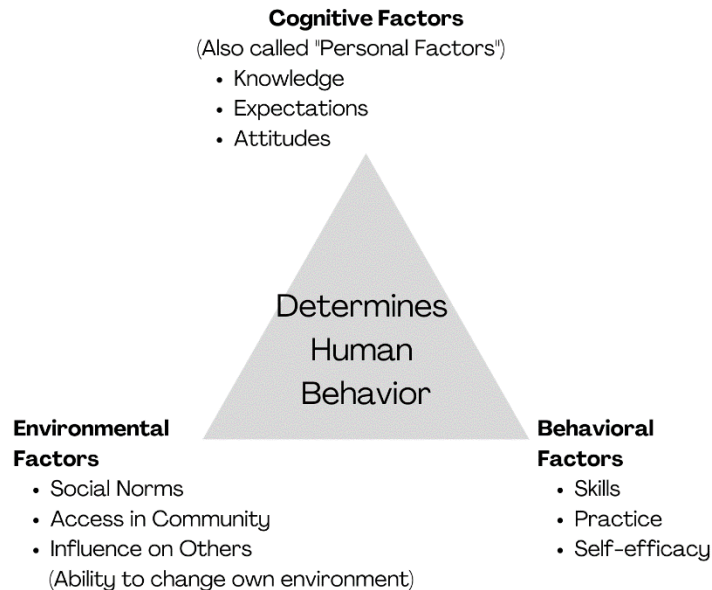 Cognitive Factors
(Also called "Personal Factors")
• Knowledge
• Expectations
• Attitudes
Determines
Human
Behavior
Environmental
Factors
• Social Norms
• Access in Community
• Influence on Others
(Ability to change own environment)
Behavioral
Factors
• Skills
• Practice
• Self-efficacy